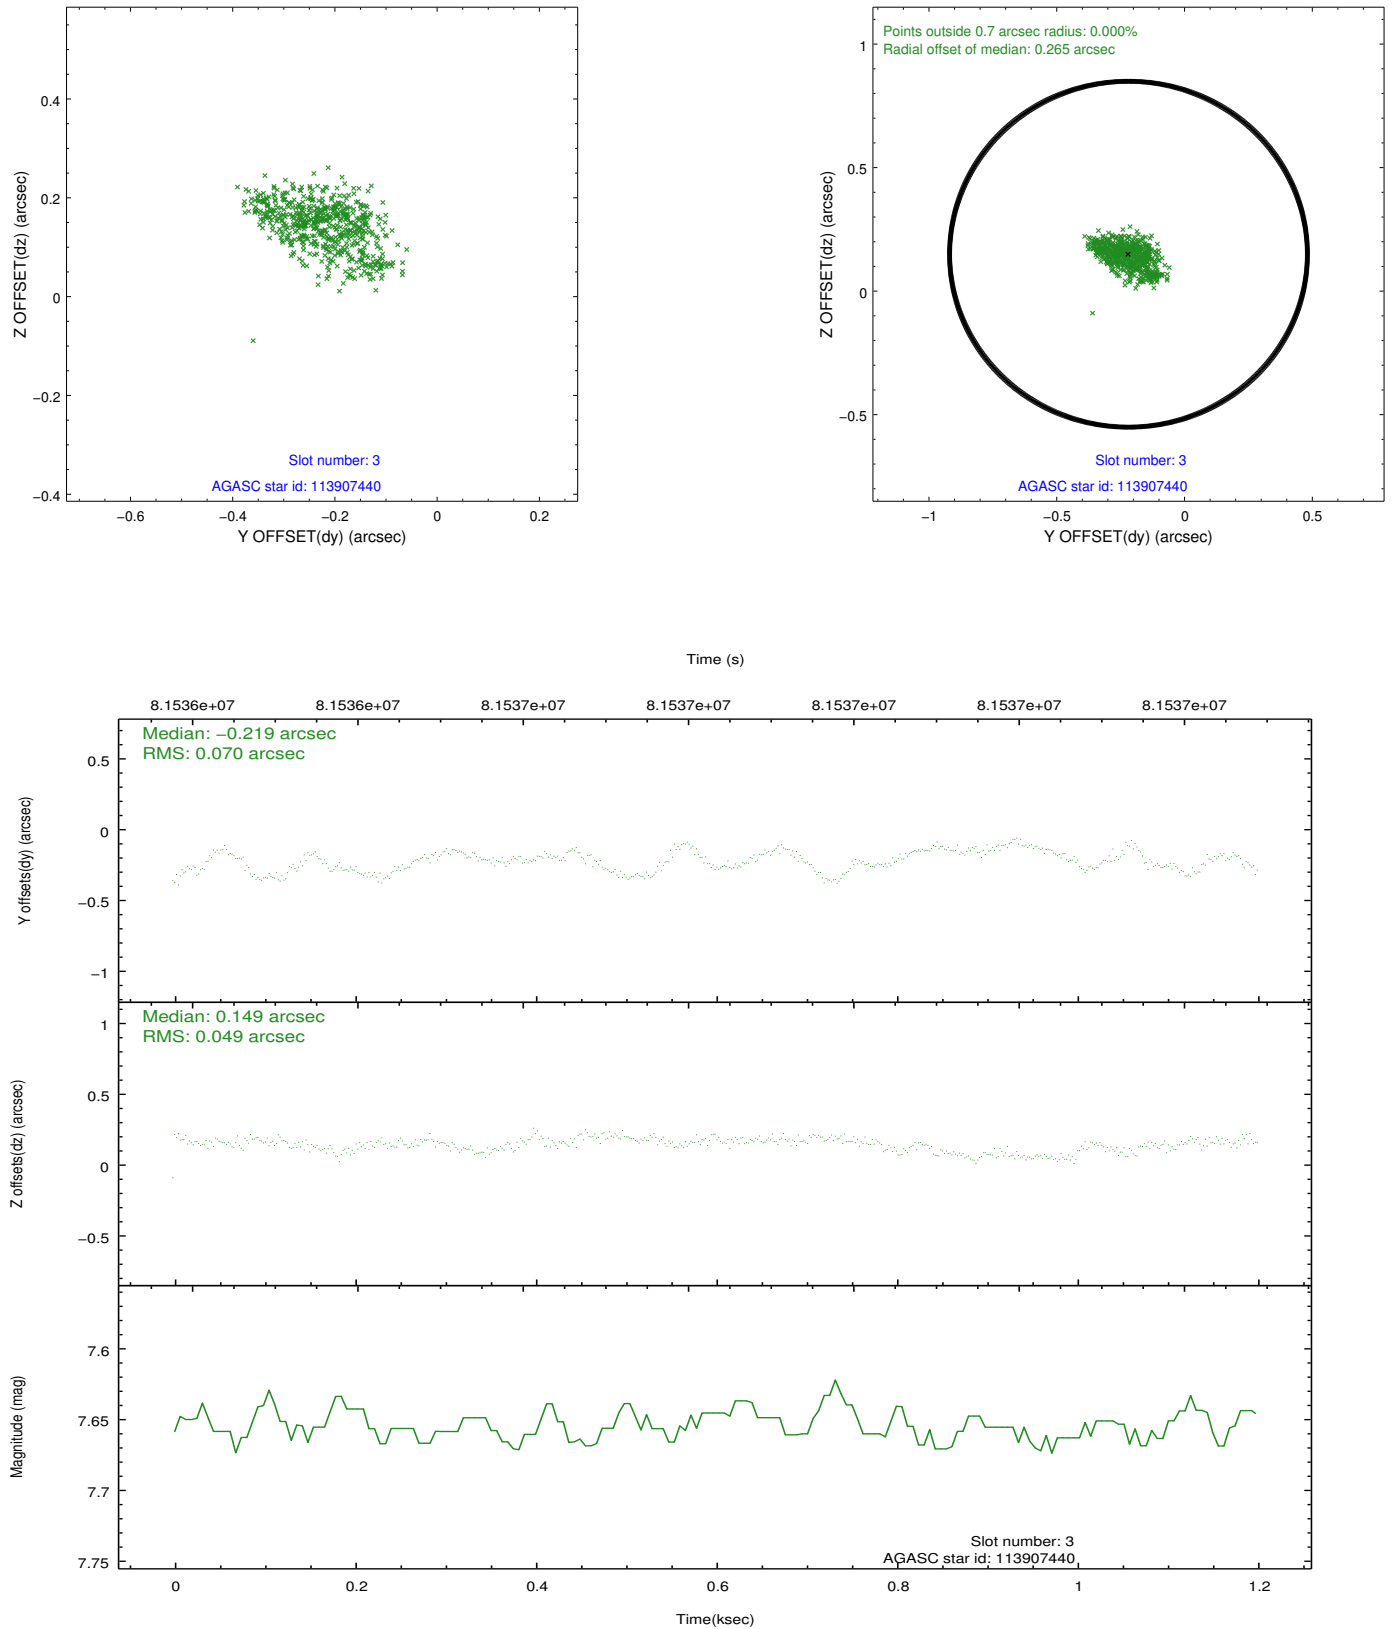 0.4
0.2
0
−0.2
−0.4
Z OFFSET(dz) (arcsec)
Slot number: 3
AGASC star id: 113907440
−0.6
−0.4
−0.2
0
0.2
Y OFFSET(dy) (arcsec)
Points outside 0.7 arcsec radius: 0.000%
Radial offset of median: 0.265 arcsec
1
0.5
0
−0.5
Z OFFSET(dz) (arcsec)
Slot number: 3
AGASC star id: 113907440
−1
−0.5
0
0.5
Y OFFSET(dy) (arcsec)
Time (s)
8.1536e+07
8.1536e+07
8.1537e+07
8.1537e+07
8.1537e+07
8.1537e+07
8.1537e+07
Median: −0.219 arcsec
RMS: 0.070 arcsec
0.5
0
−0.5
−1
Y offsets(dy) (arcsec)
Median: 0.149 arcsec
RMS: 0.049 arcsec
1
0.5
0
−0.5
Z offsets(dz) (arcsec)
7.6
7.65
7.7
7.75
Magnitude (mag)
Slot number: 3
AGASC star id: 113907440
0
0.2
0.4
0.6
0.8
1
1.2
Time(ksec)